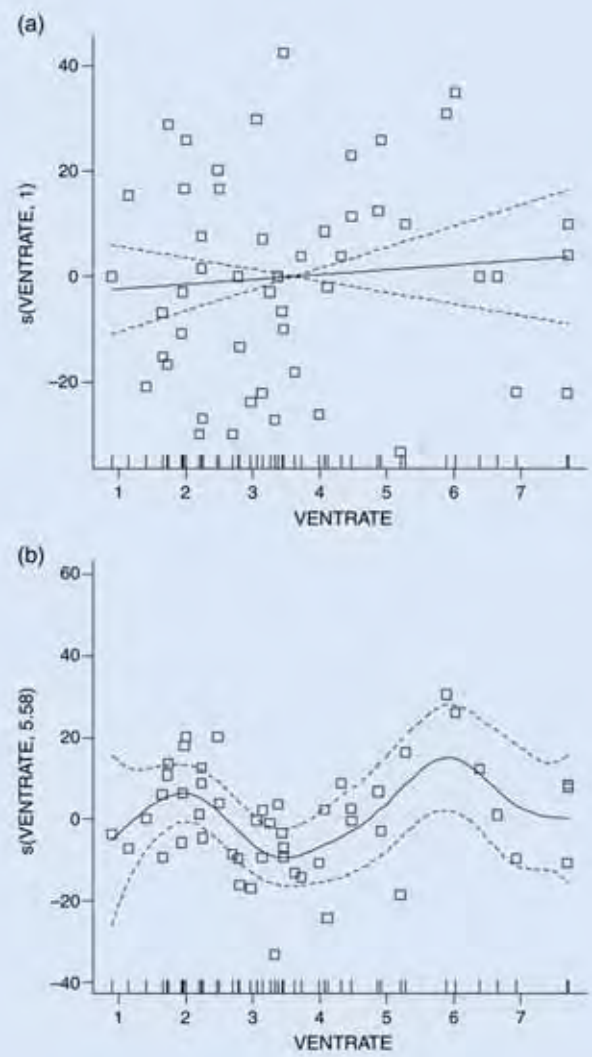 (a)
40
20
0
−20
s(VENTRATE, 1)
1 2 3 4 5 6 7
VENTRATE
(b)
60
40
20
0
−20
−40
s(VENTRATE, 5.58)
1 2 3 4 5 6 7
VENTRATE